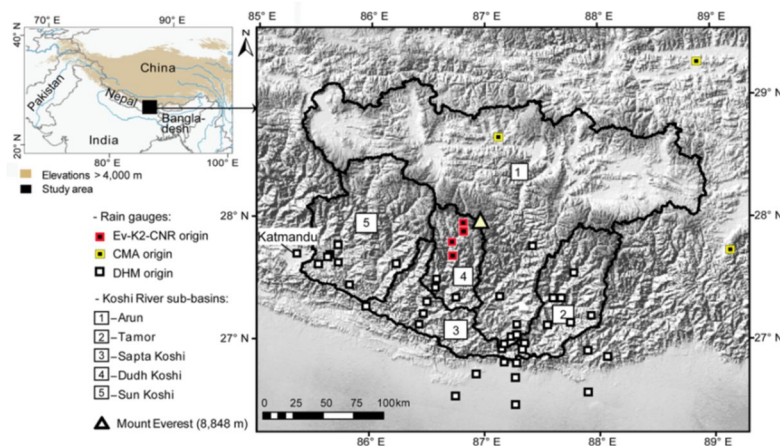 70° E
90° E
40° N
China
Pakistan
Nepal
Bangla-
desh
India
20° N
80° E
100° E
Elevations > 4,000 m
Study area
- Rain gauges:
Ev-K2-CNR origin
CMA origin
DHM origin
- Koshi River sub-basins:
1 –Arun
2 –Tamor
3 –Sapta Koshi
4 –Dudh Koshi
5 –Sun Koshi
Mount Everest (8,848 m)
N
85° E
86° E
87° E
88° E
89° E
29° N
1
28° N
28° N
5
Katmandu
4
2
27° N
3
27° N
0 25 50 75 100km
86° E
87° E
88° E
89° E